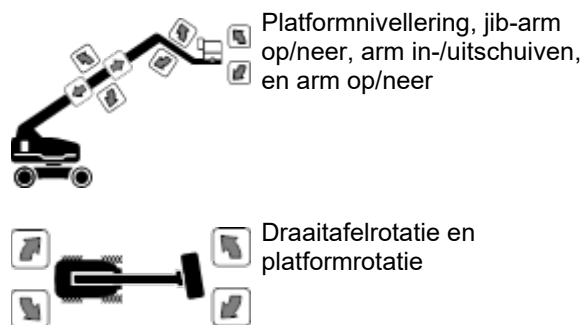 Platformnivellering, jib-arm
op/neer, arm in-/uitschuiven,
en arm op/neer
Draaitafelrotatie en
platformrotatie